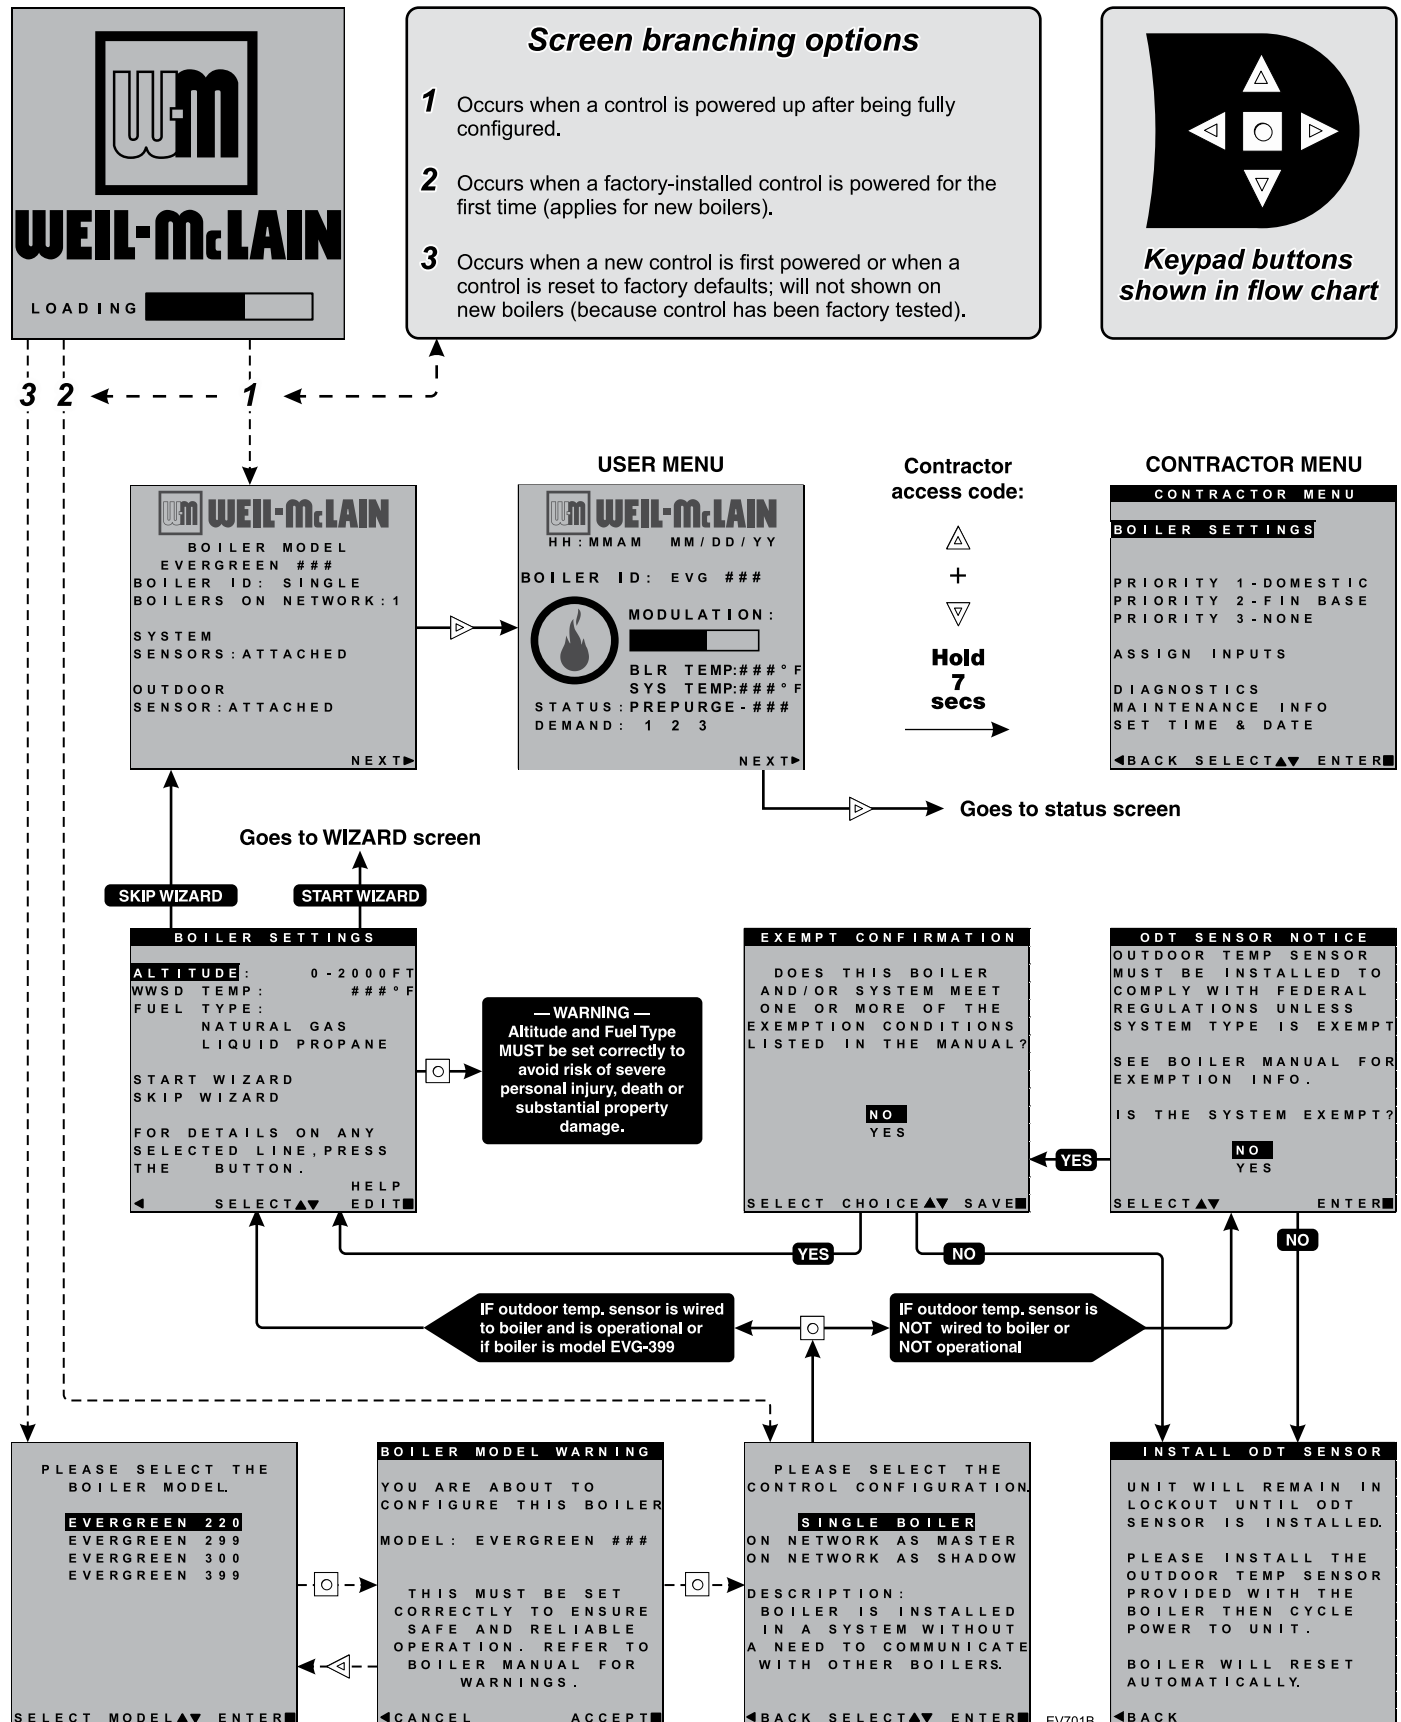 WM
WEIL-McLAIN
LOADING
Screen branching options
1 Occurs when a control is powered up after being fully
configured.
2 Occurs when a factory-installed control is powered for the
first time (applies for new boilers).
3 Occurs when a new control is first powered or when a
control is reset to factory defaults; will not shown on
new boilers (because control has been factory tested).
Keypad buttons
shown in flow chart
3 2 1
WM WEIL-McLAIN
BOILER MODEL
EVERGREEN ###
BOILER ID: SINGLE
BOILERS ON NETWORK:1
SYSTEM
SENSORS:ATTACHED
OUTDOOR
SENSOR:ATTACHED
NEXT▶
USER MENU
WM WEIL-McLAIN
HH:MMAM MM/DD/YY
BOILER ID: EVG ###
MODULATION:
BLR TEMP:###°F
SYS TEMP:###°F
STATUS:PREPURGE-###
DEMAND: 1 2 3
NEXT▶
Contractor
access code:
+
Hold
7
secs
CONTRACTOR MENU
CONTRACTOR MENU
BOILER SETTINGS
PRIORITY 1-DOMESTIC
PRIORITY 2-FIN BASE
PRIORITY 3-NONE
ASSIGN INPUTS
DIAGNOSTICS
MAINTENANCE INFO
SET TIME & DATE
◀BACK SELECT▲▼ ENTER■
Goes to status screen
Goes to WIZARD screen
SKIP WIZARD
START WIZARD
BOILER SETTINGS
ALTITUDE: 0-2000FT
WWSD TEMP: ###°F
FUEL TYPE:
NATURAL GAS
LIQUID PROPANE
START WIZARD
SKIP WIZARD
FOR DETAILS ON ANY
SELECTED LINE,PRESS
THE BUTTON.
HELP
◀ SELECT▲▼ EDIT■
— WARNING —
Altitude and Fuel Type
MUST be set correctly to
avoid risk of severe
personal injury, death or
substantial property
damage.
EXEMPT CONFIRMATION
DOES THIS BOILER
AND/OR SYSTEM MEET
ONE OR MORE OF THE
EXEMPTION CONDITIONS
LISTED IN THE MANUAL?
NO
YES
SELECT CHOICE▲▼ SAVE■
YES
ODT SENSOR NOTICE
OUTDOOR TEMP SENSOR
MUST BE INSTALLED TO
COMPLY WITH FEDERAL
REGULATIONS UNLESS
SYSTEM TYPE IS EXEMPT
SEE BOILER MANUAL FOR
EXEMPTION INFO.
IS THE SYSTEM EXEMPT?
NO
YES
SELECT▲▼ ENTER■
YES
NO
NO
IF outdoor temp. sensor is wired
to boiler and is operational or
if boiler is model EVG-399
IF outdoor temp. sensor is
NOT wired to boiler or
NOT operational
PLEASE SELECT THE
BOILER MODEL.
EVERGREEN 220
EVERGREEN 299
EVERGREEN 300
EVERGREEN 399
SELECT MODEL▲▼ ENTER■
BOILER MODEL WARNING
YOU ARE ABOUT TO
CONFIGURE THIS BOILER
MODEL: EVERGREEN ###
THIS MUST BE SET
CORRECTLY TO ENSURE
SAFE AND RELIABLE
OPERATION. REFER TO
BOILER MANUAL FOR
WARNINGS.
◀CANCEL ACCEPT■
PLEASE SELECT THE
CONTROL CONFIGURATION.
SINGLE BOILER
ON NETWORK AS MASTER
ON NETWORK AS SHADOW
DESCRIPTION:
BOILER IS INSTALLED
IN A SYSTEM WITHOUT
A NEED TO COMMUNICATE
WITH OTHER BOILERS.
◀BACK SELECT▲▼ ENTER■
EV701B
INSTALL ODT SENSOR
UNIT WILL REMAIN IN
LOCKOUT UNTIL ODT
SENSOR IS INSTALLED.
PLEASE INSTALL THE
OUTDOOR TEMP SENSOR
PROVIDED WITH THE
BOILER THEN CYCLE
POWER TO UNIT.
BOILER WILL RESET
AUTOMATICALLY.
◀BACK